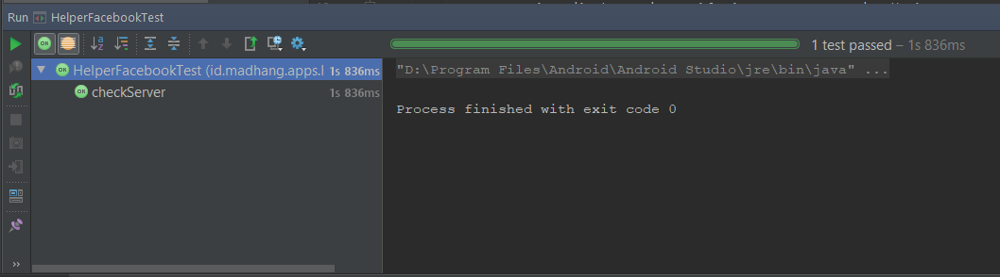 Run HelperFacebookTest
1 test passed – 1s 836ms
HelperFacebookTest (id.madhang.apps. 1s 836ms
checkServer 1s 836ms
"D:\Program Files\Android\Android Studio\jre\bin\java" ...
Process finished with exit code 0